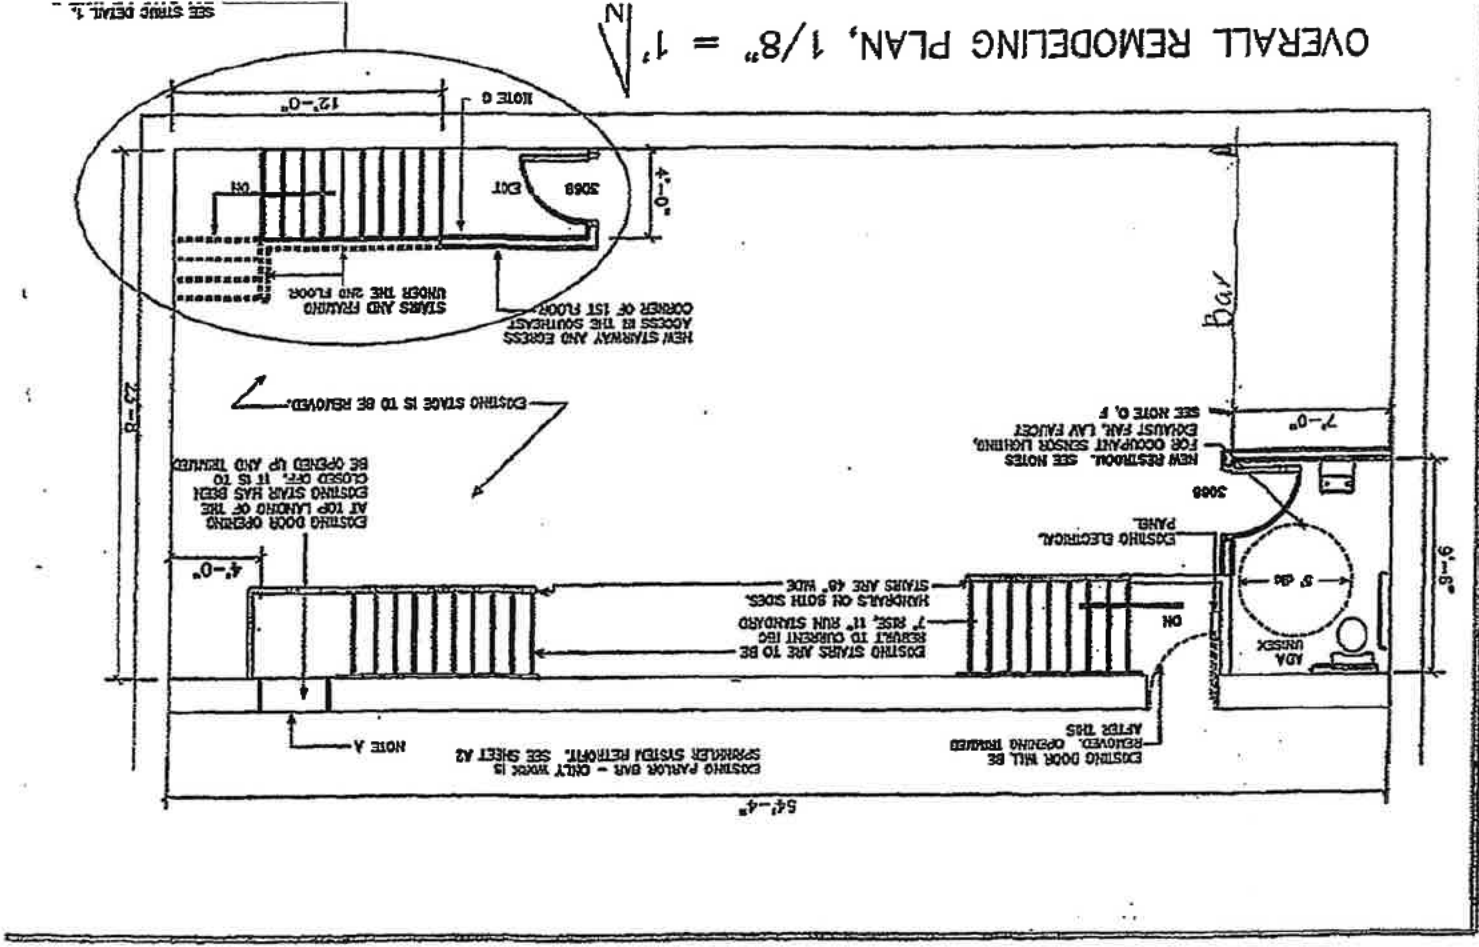 54'-4"
EXISTING DOOR WILL BE
REMOVED. OPENING TRIMMED
AFTER THIS
EXISTING PARLOR BAR - ONLY WORK IS
SPRINKLER SYSTEM RETROFIT. SEE SHEET A2
NOTE A
ADA
UNISEX
5' dia
9'-6"
DN
EXISTING STAIRS ARE TO BE
REBUILT TO CURRENT IBC
7" RISE, 11" RUN STANDARD
HANDRAILS ON BOTH SIDES.
STAIRS ARE 48" WIDE
4'-0"
EXISTING ELECTRICAL
PANEL
3068
EXISTING DOOR OPENING
AT TOP LANDING OF THE
EXISTING STAIR HAS BEEN
CLOSED OFF. IT IS TO
BE OPENED UP AND TRIMMED
NEW RESTROOM. SEE NOTES
FOR OCCUPANT SENSOR LIGHTING,
EXHAUST FAN, LAV FAUCET
SEE NOTE D, F
7'-0"
EXISTING STAGE IS TO BE REMOVED.
23-8
Bar
NEW STAIRWAY AND EGRESS
ACCESS IN THE SOUTHEAST
CORNER OF 1ST FLOOR
STAIRS AND FRAMING
UNDER THE 2ND FLOOR
3068
EXIT
DN
4'-0"
NOTE G
12'-0"
OVERALL REMODELING PLAN, 1/8" = 1'
N
SEE STRUC DETAIL 1,